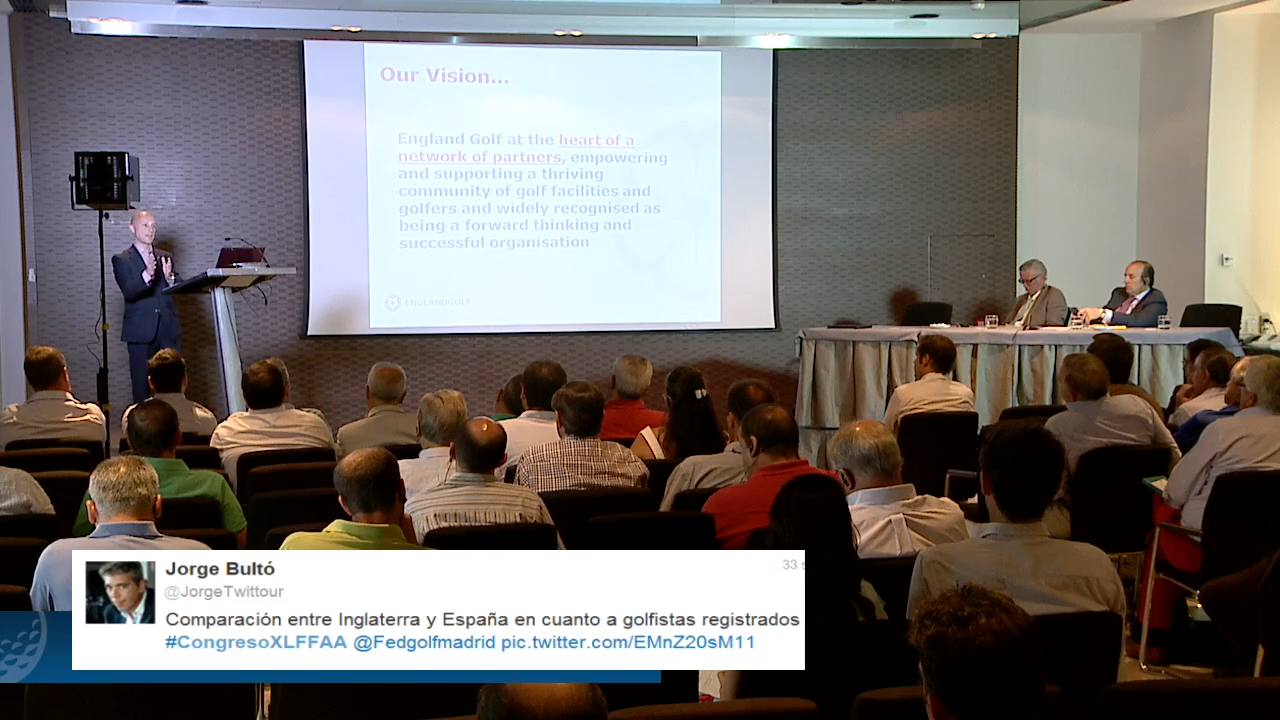 Our Vision...
England Golf at the heart of a
network of partners, empowering
and supporting a thriving
community of golf facilities and
golfers and widely recognised as
being a forward thinking and
successful organisation
ENGLANDGOLF
Jorge Bultó
33 s
@JorgeTwittour
Comparación entre Inglaterra y España en cuanto a golfistas registrados
#CongresoXLFFAA @Fedgolfmadrid pic.twitter.com/EMnZ20sM11